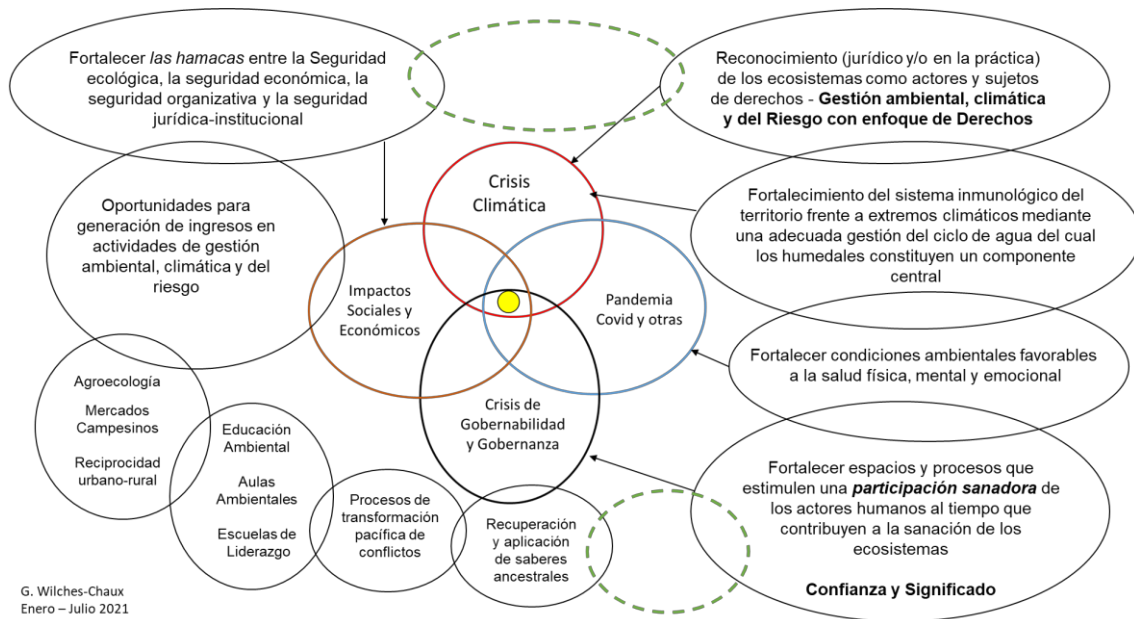 Fortalecer las hamacas entre la Seguridad
ecológica, la seguridad económica, la
seguridad organizativa y la seguridad
jurídica-institucional
Reconocimiento (jurídico y/o en la práctica)
de los ecosistemas como actores y sujetos
de derechos - Gestión ambiental, climática
y del Riesgo con enfoque de Derechos
Crisis
Climática
Oportunidades para
generación de ingresos en
actividades de gestión
ambiental, climática y del
riesgo
Fortalecimiento del sistema inmunológico del
territorio frente a extremos climáticos mediante
una adecuada gestión del ciclo de agua del cual
los humedales constituyen un componente
central
Impactos
Sociales y
Económicos
Pandemia
Covid y otras
Fortalecer condiciones ambientales favorables
a la salud física, mental y emocional
Crisis de
Gobernabilidad
y Gobernanza
Agroecología
Mercados
Campesinos
Reciprocidad
urbano-rural
Educación
Ambiental
Aulas
Ambientales
Escuelas de
Liderazgo
Procesos de
transformación
pacífica de
conflictos
Recuperación
y aplicación
de saberes
ancestrales
Fortalecer espacios y procesos que
estimulen una participación sanadora de
los actores humanos al tiempo que
contribuyen a la sanación de los
ecosistemas
Confianza y Significado
G. Wilches-Chaux
Enero – Julio 2021